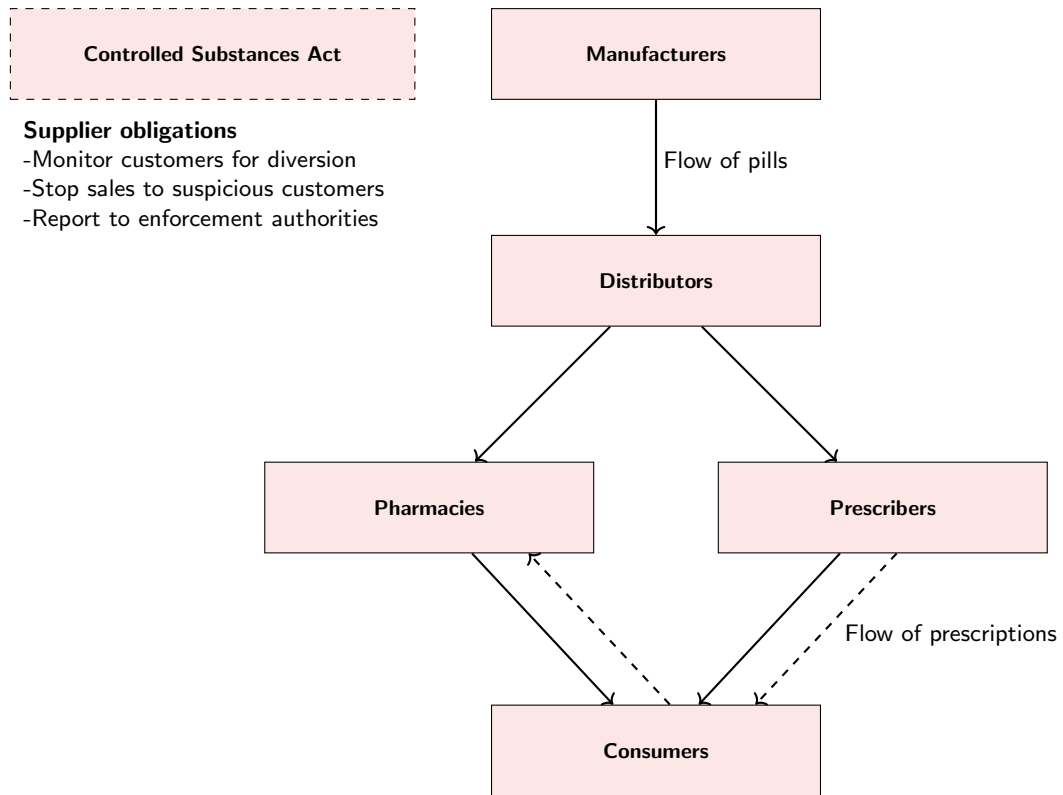 Controlled Substances Act
Manufacturers
Supplier obligations
-Monitor customers for diversion
-Stop sales to suspicious customers
-Report to enforcement authorities
Flow of pills
Distributors
Pharmacies
Prescribers
Flow of prescriptions
Consumers